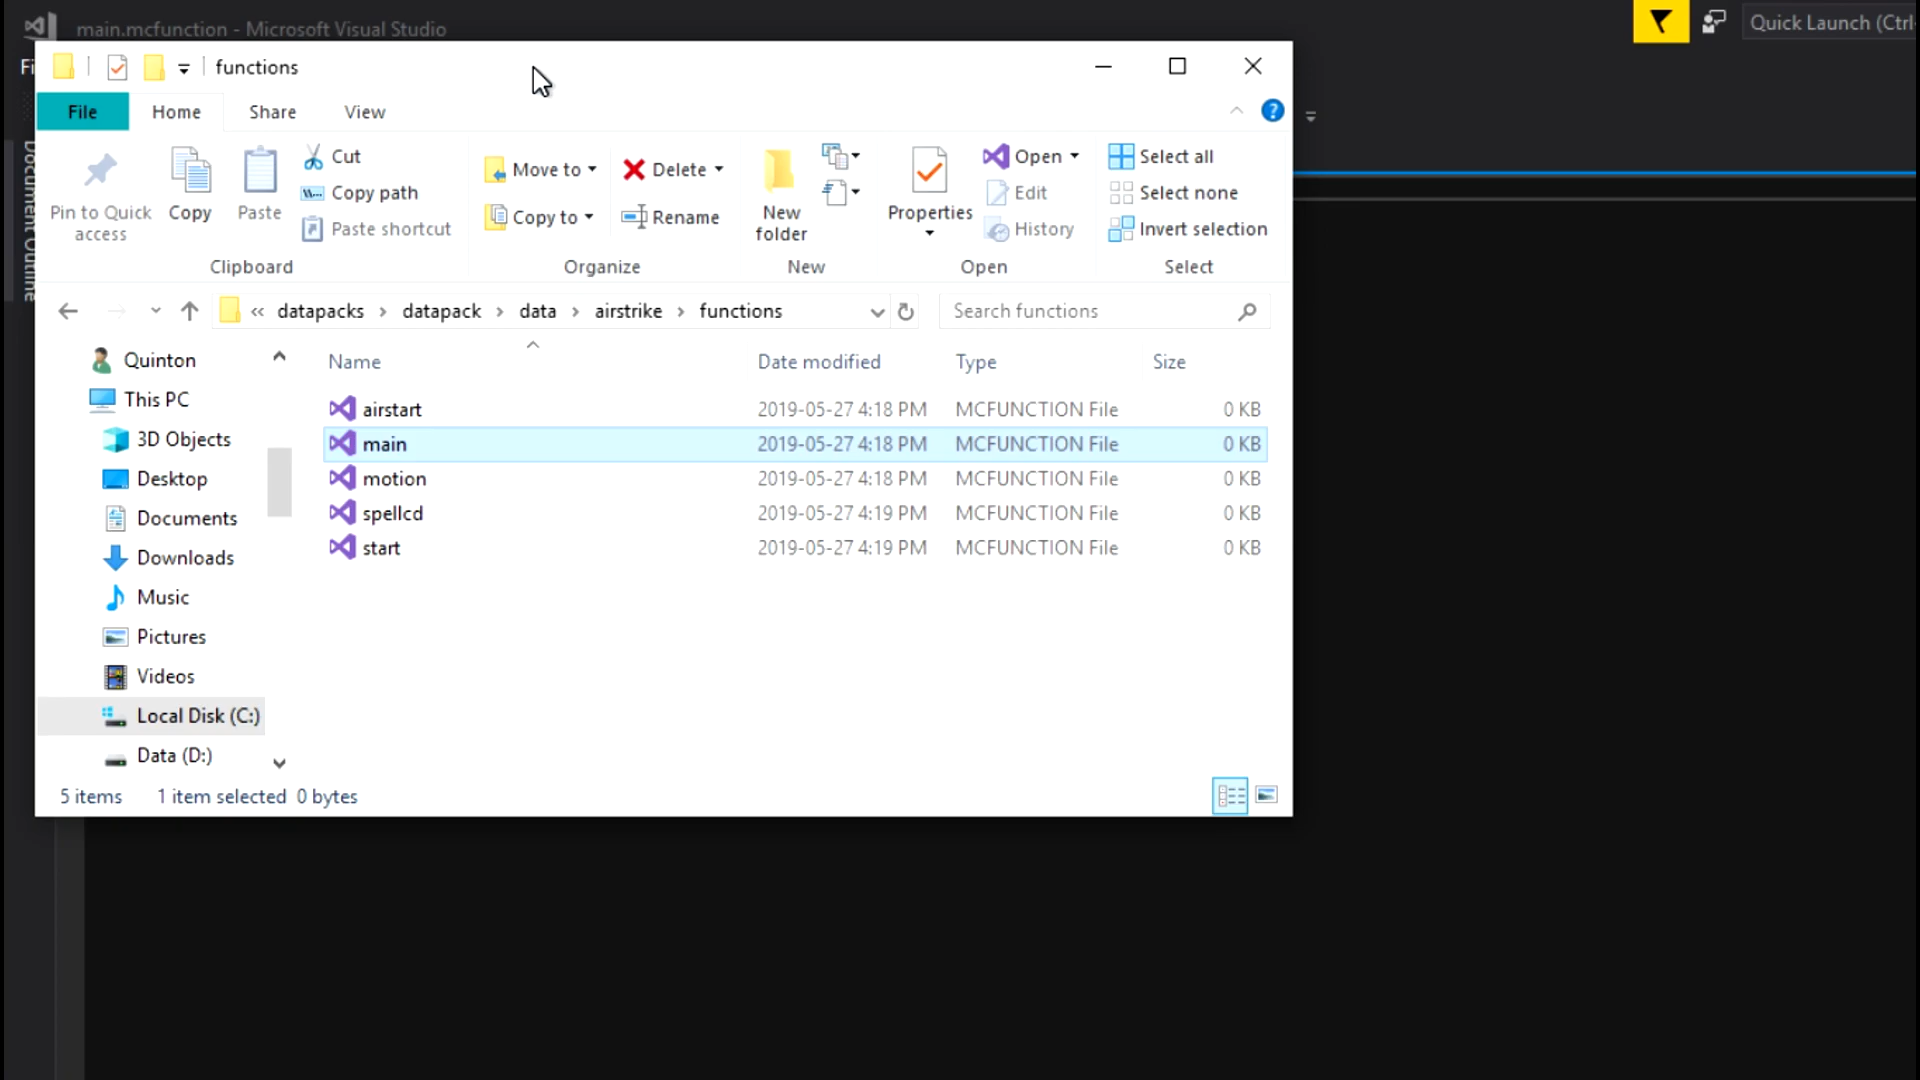 main.mcfunction - Microsoft Visual Studio
Quick Launch (Ctrl
Fi
functions
File Home Share View
?
Pin to Quick access
Copy
Paste
Cut
Copy path
Paste shortcut
Clipboard
Move to
Copy to
Delete
Rename
Organize
New folder
New
Properties
Open
Edit
History
Open
Select all
Select none
Invert selection
Select
Document Outline
« datapacks › datapack › data › airstrike › functions
Search functions
Name Date modified Type Size
airstart 2019-05-27 4:18 PM MCFUNCTION File 0 KB
main 2019-05-27 4:18 PM MCFUNCTION File 0 KB
motion 2019-05-27 4:18 PM MCFUNCTION File 0 KB
spellcd 2019-05-27 4:19 PM MCFUNCTION File 0 KB
start 2019-05-27 4:19 PM MCFUNCTION File 0 KB
Quinton
This PC
3D Objects
Desktop
Documents
Downloads
Music
Pictures
Videos
Local Disk (C:)
Data (D:)
5 items 1 item selected 0 bytes